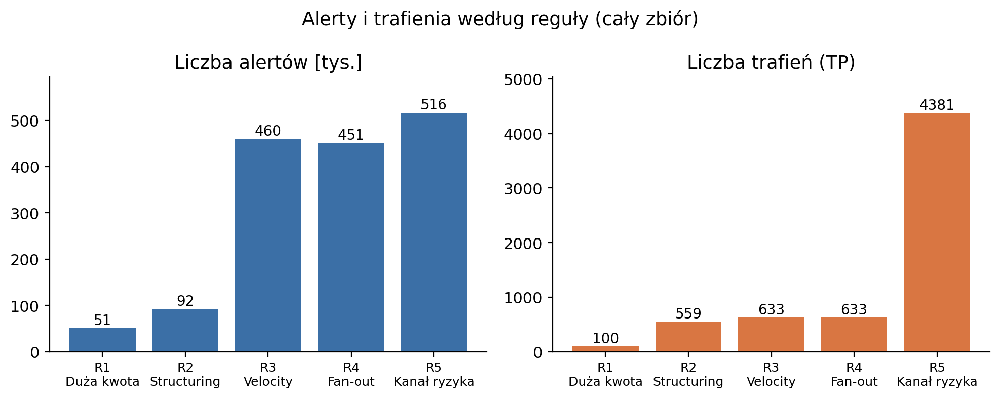 Alerty i trafienia według reguły (cały zbiór)
Liczba alertów [tys.]
500
400
300
200
100
0
51
92
460
451
516
R1
Duża kwota
R2
Structuring
R3
Velocity
R4
Fan-out
R5
Kanał ryzyka
Liczba trafień (TP)
5000
4000
3000
2000
1000
0
100
559
633
633
4381
R1
Duża kwota
R2
Structuring
R3
Velocity
R4
Fan-out
R5
Kanał ryzyka